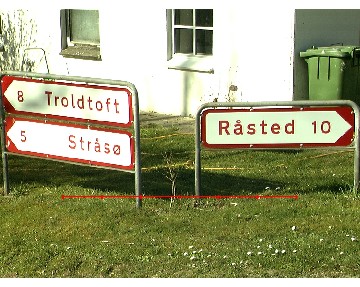 8 Troldtoft
5 Stråsø
Råsted 10